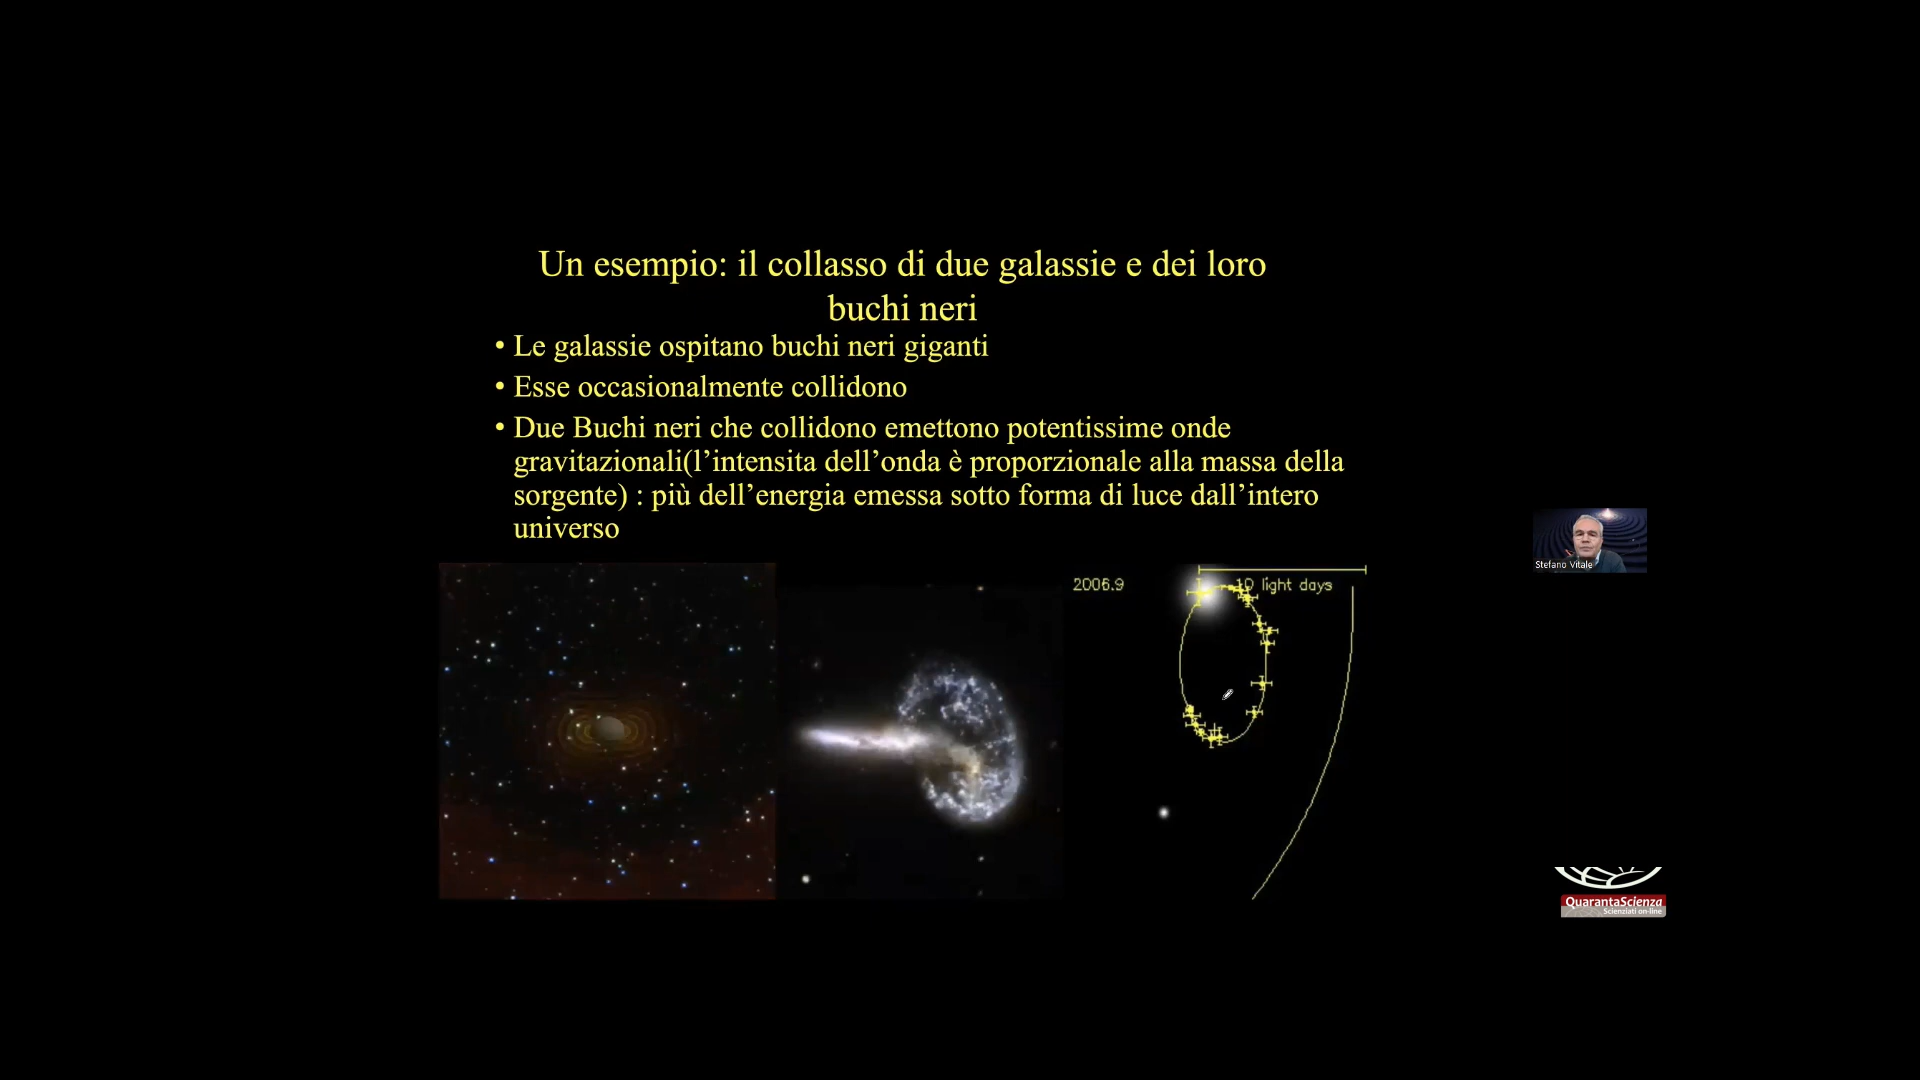 Un esempio: il collasso di due galassie e dei loro
buchi neri
• Le galassie ospitano buchi neri giganti
• Esse occasionalmente collidono
• Due Buchi neri che collidono emettono potentissime onde
gravitazionali(l’intensita dell’onda è proporzionale alla massa della
sorgente) : più dell’energia emessa sotto forma di luce dall’intero
universo
2006.9
10 light days
Stefano Vitale
QuarantaScienza
Scienziati on-line